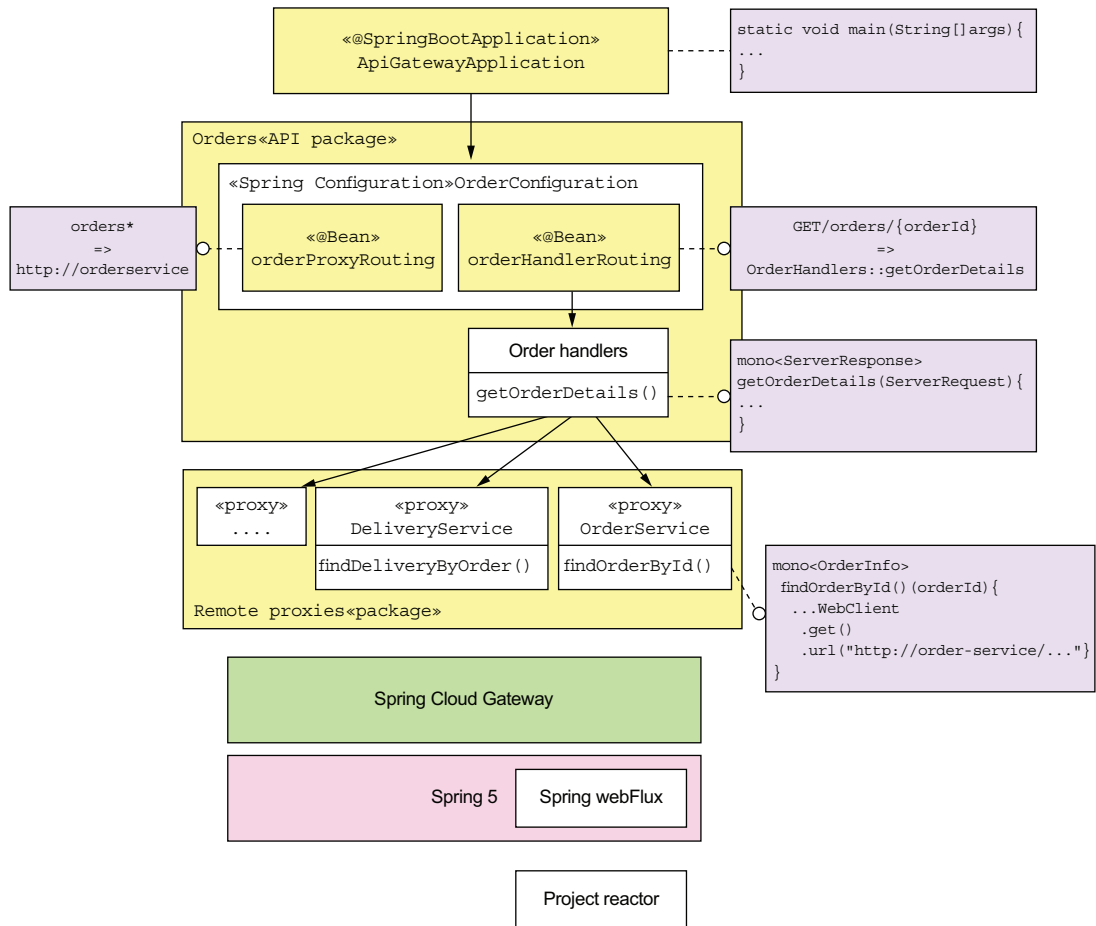 «@SpringBootApplication»
ApiGatewayApplication
static void main(String[]args){
...
}
Orders«API package»
«Spring Configuration»OrderConfiguration
orders*
=>
http://orderservice
«@Bean»
orderProxyRouting
«@Bean»
orderHandlerRouting
GET/orders/{orderId}
=>
OrderHandlers::getOrderDetails
Order handlers
getOrderDetails()
mono<ServerResponse>
getOrderDetails(ServerRequest){
...
}
«proxy»
....
«proxy»
DeliveryService
findDeliveryByOrder()
«proxy»
OrderService
findOrderById()
Remote proxies«package»
mono<OrderInfo>
findOrderById()(orderId){
...WebClient
.get()
.url("http://order-service/..."}
}
Spring Cloud Gateway
Spring 5
Spring webFlux
Project reactor